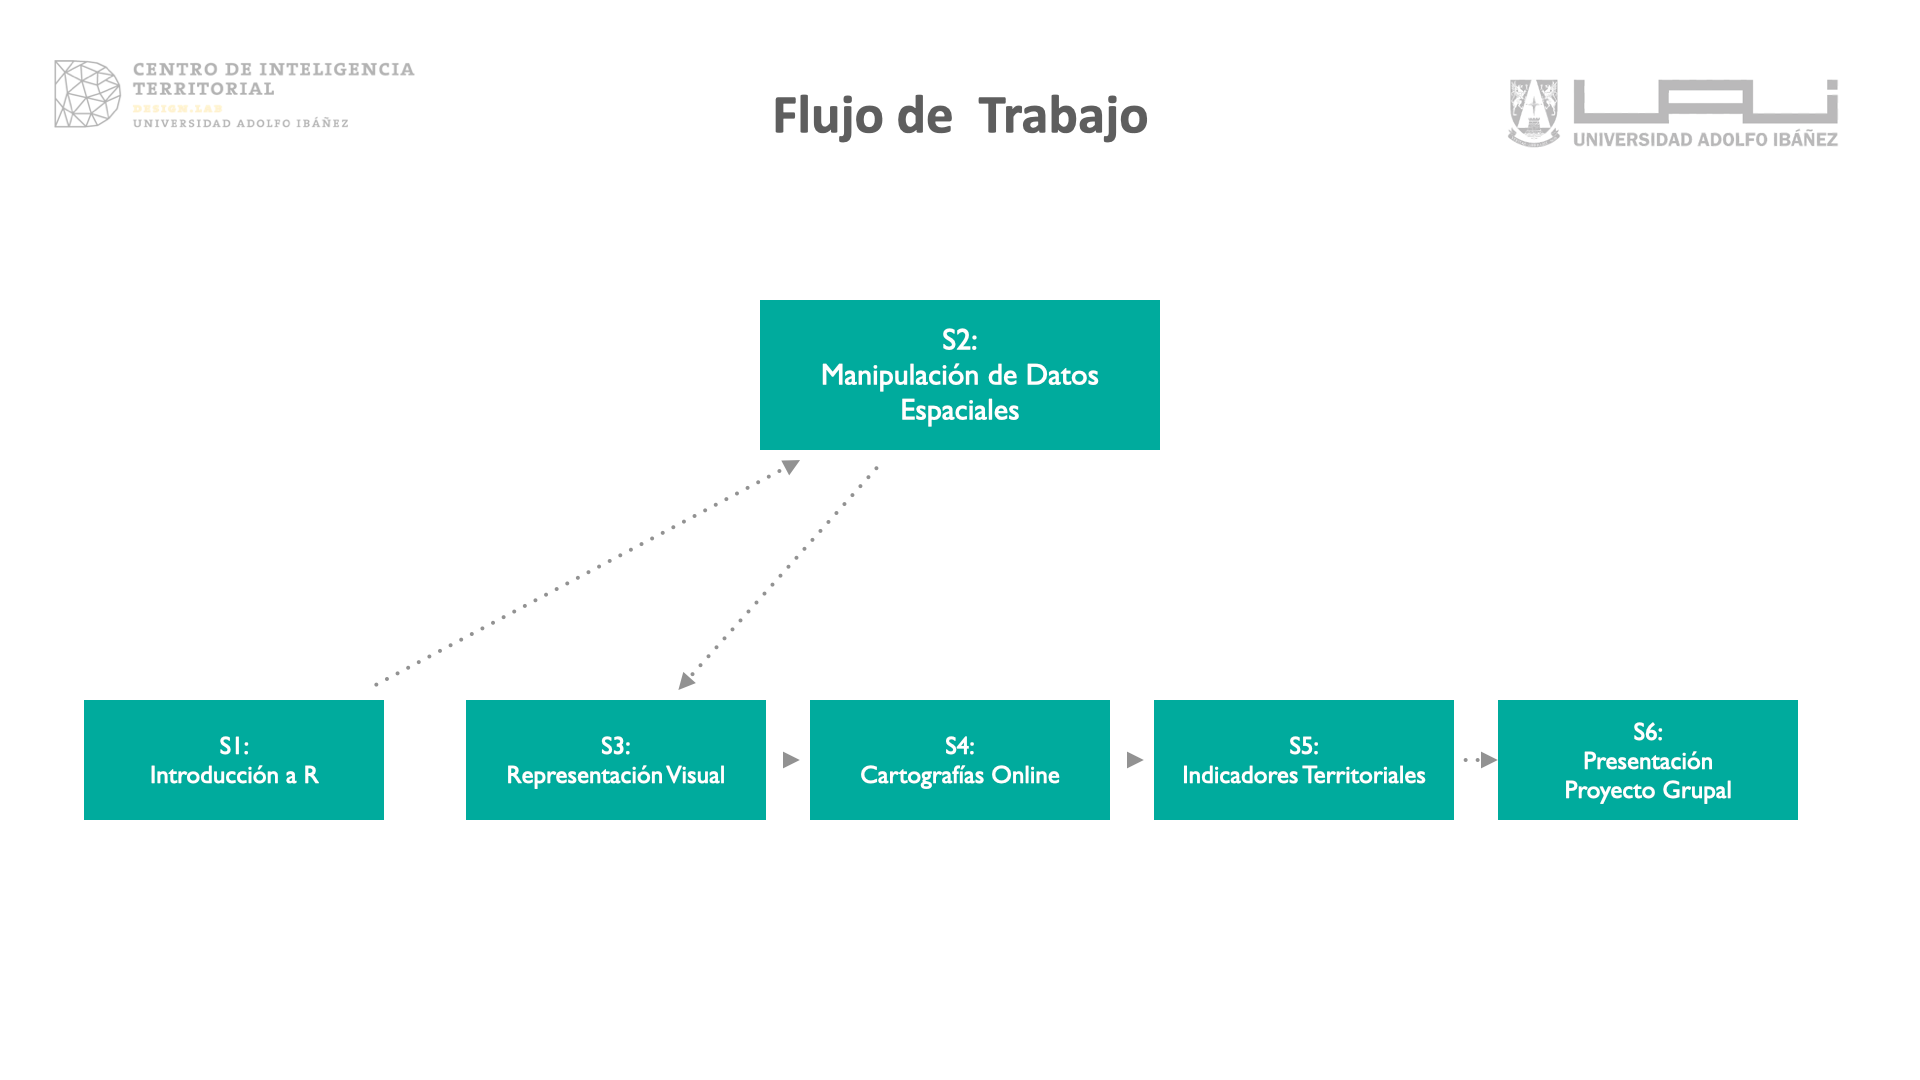 CENTRO DE INTELIGENCIA
TERRITORIAL
DESIGN.LAB
UNIVERSIDAD ADOLFO IBÁÑEZ
Flujo de Trabajo
UAI
UNIVERSIDAD ADOLFO IBÁÑEZ
S2:
Manipulación de Datos
Espaciales
S1:
Introducción a R
S3:
Representación Visual
S4:
Cartografías Online
S5:
Indicadores Territoriales
S6:
Presentación
Proyecto Grupal